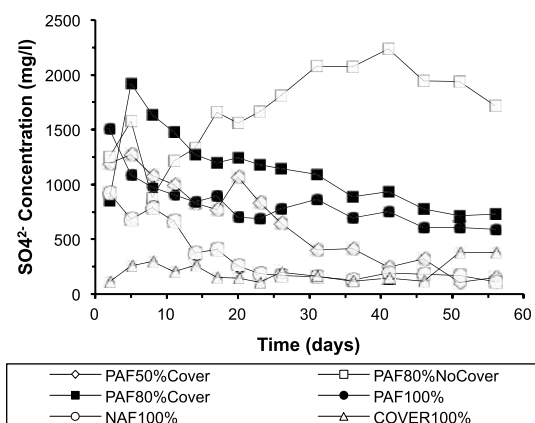 2500
2000
1500
1000
500
0
SO4²⁻ Concentration (mg/l)
0 10 20 30 40 50 60
Time (days)
PAF50%Cover PAF80%NoCover
PAF80%Cover PAF100%
NAF100% COVER100%